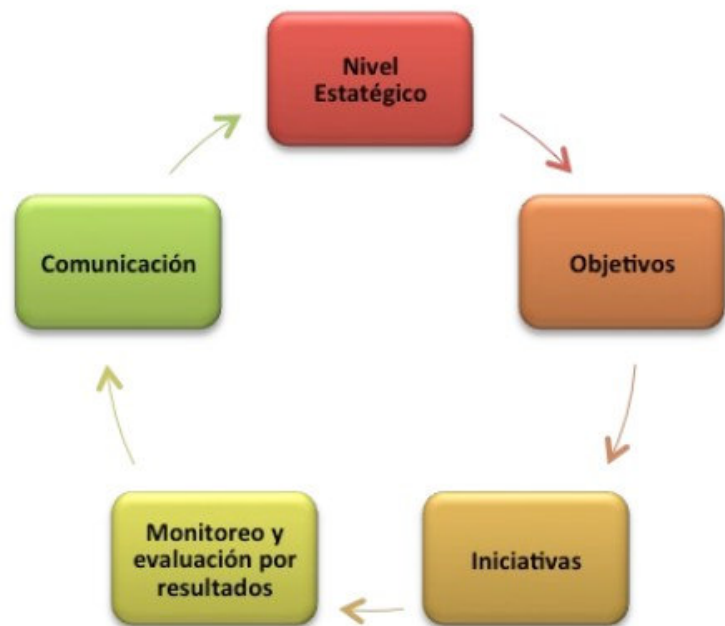 Nivel
Estatégico
Objetivos
Iniciativas
Monitoreo y
evaluación por
resultados
Comunicación